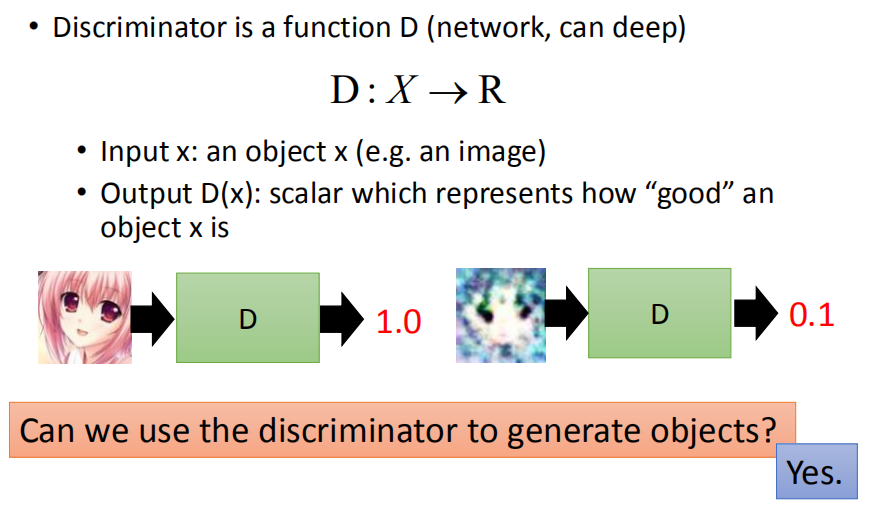 • Discriminator is a function D (network, can deep)
D : X → R
• Input x: an object x (e.g. an image)
• Output D(x): scalar which represents how “good” an
object x is
D 1.0 D 0.1
Can we use the discriminator to generate objects?
Yes.